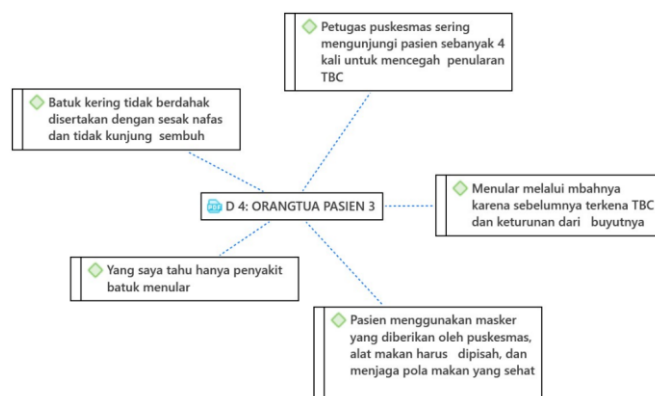 Petugas puskesmas sering
mengunjungi pasien sebanyak 4
kali untuk mencegah penularan
TBC
Batuk kering tidak berdahak
disertakan dengan sesak nafas
dan tidak kunjung sembuh
D 4: ORANGTUA PASIEN 3
Menular melalui mbahnya
karena sebelumnya terkena TBC
dan keturunan dari buyutnya
Yang saya tahu hanya penyakit
batuk menular
Pasien menggunakan masker
yang diberikan oleh puskesmas,
alat makan harus dipisah, dan
menjaga pola makan yang sehat